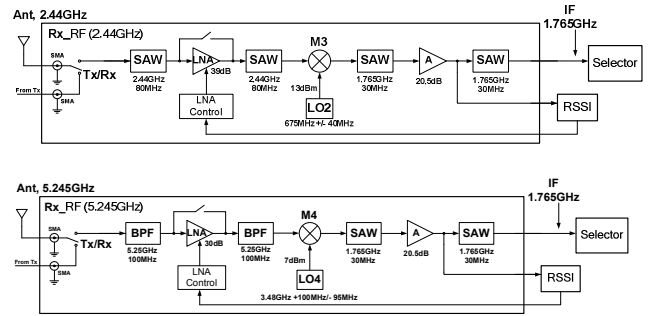 Ant, 2.44GHz
IF
1.765GHz
Rx_RF (2.44GHz)
M3
SMA
SAW
LNA
SAW
SAW
A
SAW
Selector
Tx/Rx
39dB
2.44GHz
80MHz
2.44GHz
80MHz
1.765GHz
30MHz
20.5dB
1.765GHz
30MHz
From Tx
SMA
LNA
Control
13dBm
LO2
RSSI
675MHz +/- 40MHz
Ant, 5.245GHz
IF
1.765GHz
Rx_RF (5.245GHz)
M4
SMA
BPF
LNA
BPF
SAW
A
SAW
Selector
Tx/Rx
30dB
5.25GHz
100MHz
5.25GHz
100MHz
1.765GHz
30MHz
20.5dB
1.765GHz
30MHz
From Tx
SMA
LNA
Control
7dBm
LO4
RSSI
3.48GHz +100MHz/- 95MHz